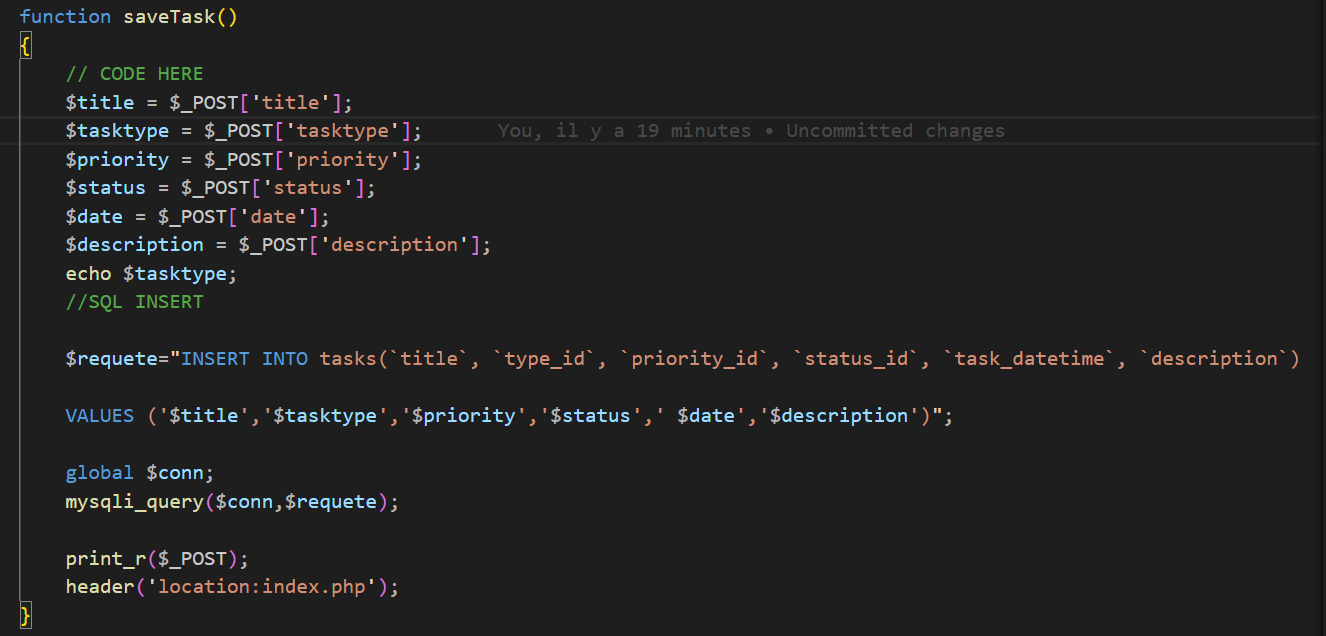 function saveTask()
{
// CODE HERE
$title = $_POST['title'];
$tasktype = $_POST['tasktype']; You, il y a 19 minutes • Uncommitted changes
$priority = $_POST['priority'];
$status = $_POST['status'];
$date = $_POST['date'];
$description = $_POST['description'];
echo $tasktype;
//SQL INSERT
$requete="INSERT INTO tasks(`title`, `type_id`, `priority_id`, `status_id`, `task_datetime`, `description`)
VALUES ('$title','$tasktype','$priority','$status',' $date','$description')";
global $conn;
mysqli_query($conn,$requete);
print_r($_POST);
header('location:index.php');
}